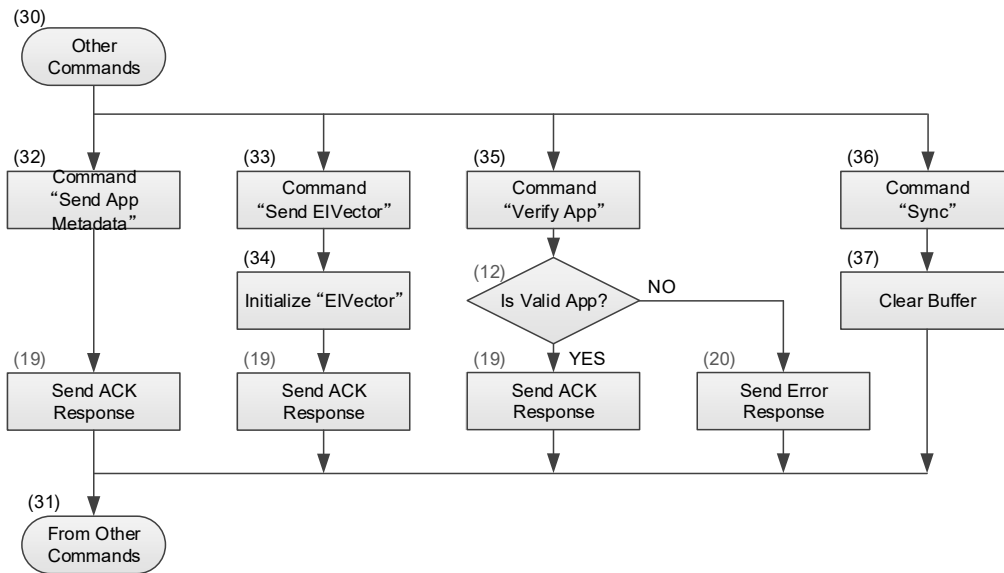 (30)
Other
Commands
(32)
Command
“Send App
Metadata”
(33)
Command
“Send EIVector”
(35)
Command
“Verify App”
(36)
Command
“Sync”
(34)
Initialize “EIVector”
(12)
Is Valid App?
NO
(37)
Clear Buffer
YES
(19)
Send ACK
Response
(19)
Send ACK
Response
(19)
Send ACK
Response
(20)
Send Error
Response
(31)
From Other
Commands